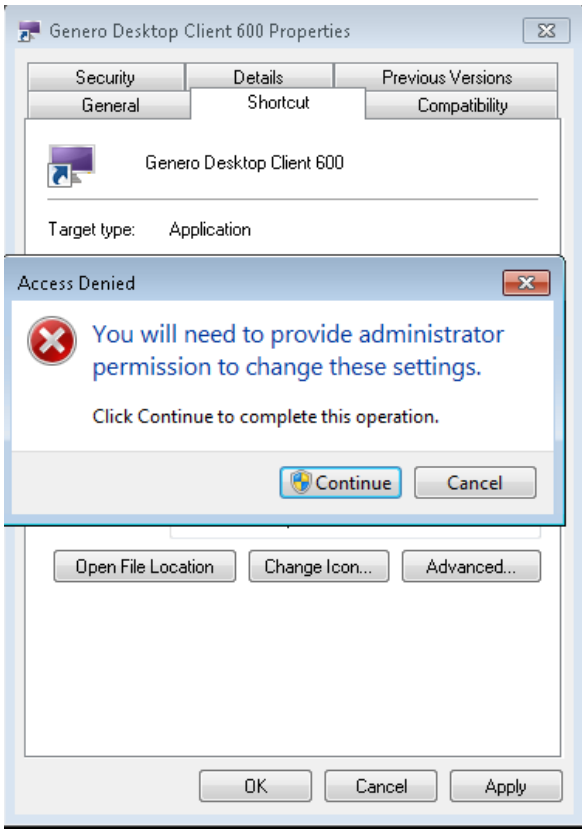 Genero Desktop Client 600 Properties
Security Details Previous Versions
General Shortcut Compatibility
Genero Desktop Client 600
Target type: Application
Access Denied
You will need to provide administrator
permission to change these settings.
Click Continue to complete this operation.
Continue Cancel
Open File Location Change Icon... Advanced...
OK Cancel Apply